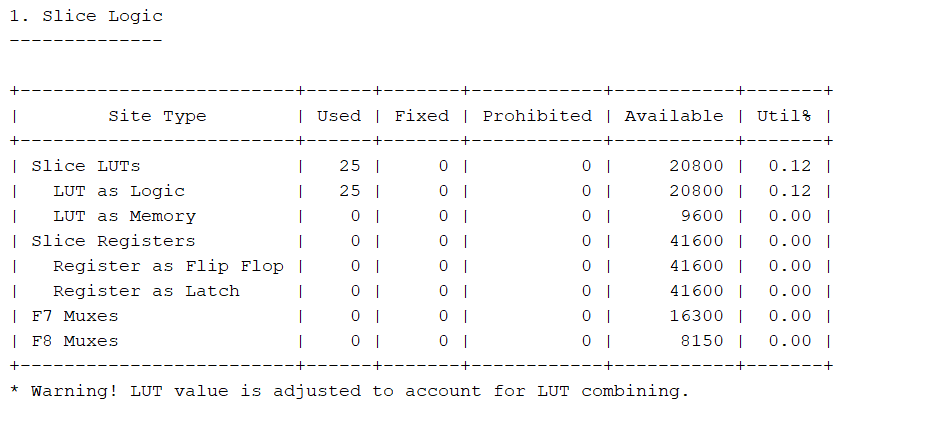 1. Slice Logic
--------------
+-------------------------+------+-------+------------+-----------+-------+
|        Site Type        | Used | Fixed | Prohibited | Available | Util% |
+-------------------------+------+-------+------------+-----------+-------+
| Slice LUTs              |   25 |     0 |          0 |     20800 |  0.12 |
|   LUT as Logic          |   25 |     0 |          0 |     20800 |  0.12 |
|   LUT as Memory         |    0 |     0 |          0 |      9600 |  0.00 |
| Slice Registers         |    0 |     0 |          0 |     41600 |  0.00 |
|   Register as Flip Flop |    0 |     0 |          0 |     41600 |  0.00 |
|   Register as Latch     |    0 |     0 |          0 |     41600 |  0.00 |
| F7 Muxes                |    0 |     0 |          0 |     16300 |  0.00 |
| F8 Muxes                |    0 |     0 |          0 |      8150 |  0.00 |
+-------------------------+------+-------+------------+-----------+-------+
* Warning! LUT value is adjusted to account for LUT combining.